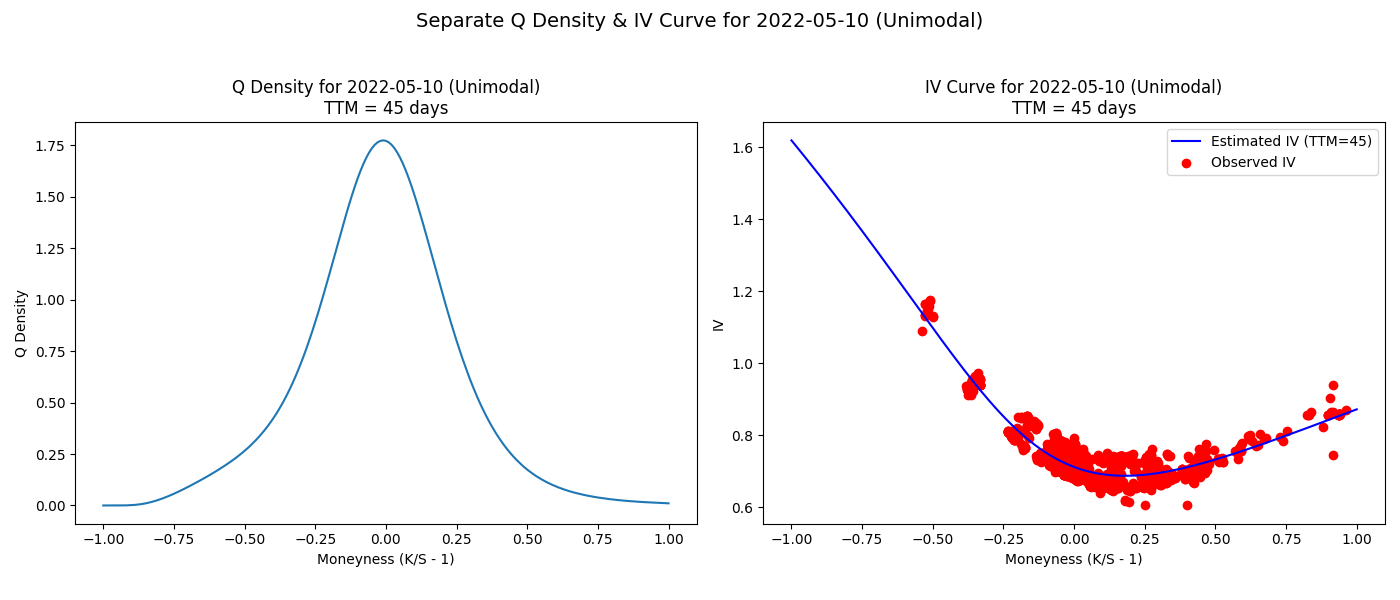 Separate Q Density & IV Curve for 2022-05-10 (Unimodal)
Q Density for 2022-05-10 (Unimodal)
TTM = 45 days
Q Density
1.75
1.50
1.25
1.00
0.75
0.50
0.25
0.00
−1.00 −0.75 −0.50 −0.25 0.00 0.25 0.50 0.75 1.00
Moneyness (K/S - 1)
IV Curve for 2022-05-10 (Unimodal)
TTM = 45 days
Estimated IV (TTM=45)
Observed IV
IV
1.6
1.4
1.2
1.0
0.8
0.6
−1.00 −0.75 −0.50 −0.25 0.00 0.25 0.50 0.75 1.00
Moneyness (K/S - 1)